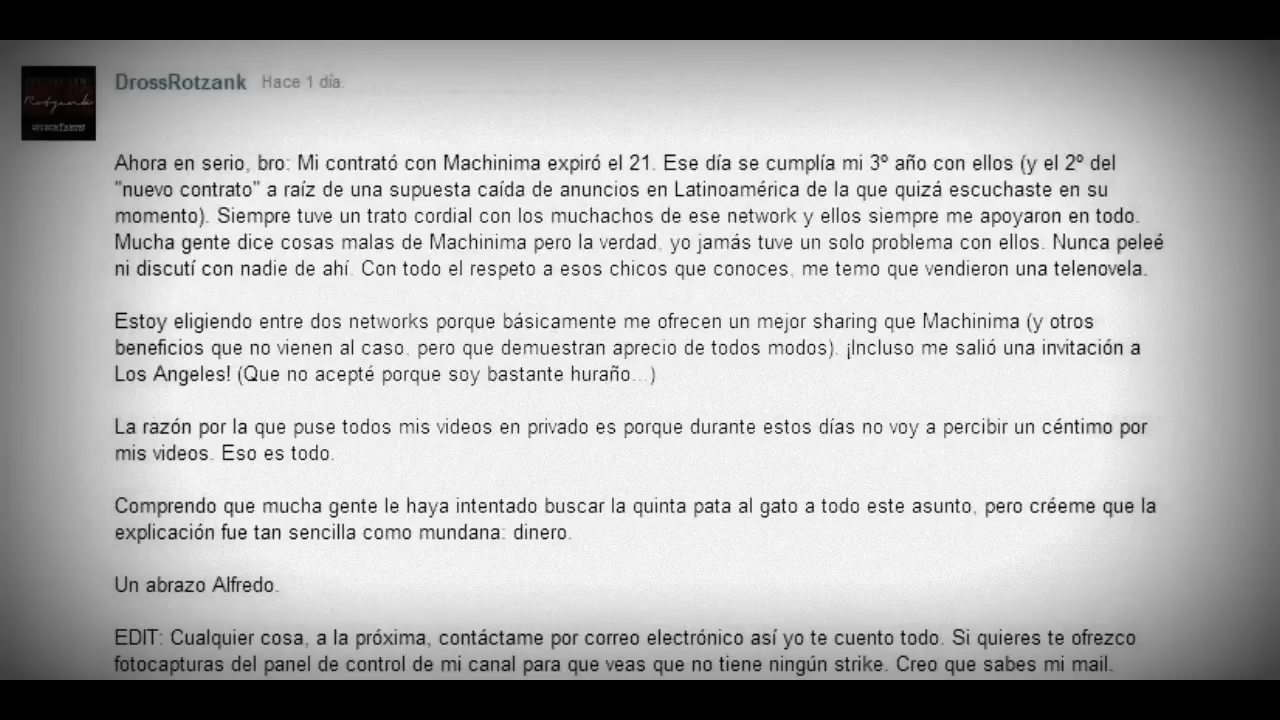 DrossRotzank Hace 1 día.
Ahora en serio, bro: Mi contrató con Machinima expiró el 21. Ese día se cumplía mi 3º año con ellos (y el 2º del
"nuevo contrato" a raíz de una supuesta caída de anuncios en Latinoamérica de la que quizá escuchaste en su
momento). Siempre tuve un trato cordial con los muchachos de ese network y ellos siempre me apoyaron en todo.
Mucha gente dice cosas malas de Machinima pero la verdad, yo jamás tuve un solo problema con ellos. Nunca peleé
ni discutí con nadie de ahí. Con todo el respeto a esos chicos que conoces, me temo que vendieron una telenovela.
Estoy eligiendo entre dos networks porque básicamente me ofrecen un mejor sharing que Machinima (y otros
beneficios que no vienen al caso, pero que demuestran aprecio de todos modos). ¡Incluso me salió una invitación a
Los Angeles! (Que no acepté porque soy bastante huraño...)
La razón por la que puse todos mis videos en privado es porque durante estos días no voy a percibir un céntimo por
mis videos. Eso es todo.
Comprendo que mucha gente le haya intentado buscar la quinta pata al gato a todo este asunto, pero créeme que la
explicación fue tan sencilla como mundana: dinero.
Un abrazo Alfredo.
EDIT: Cualquier cosa, a la próxima, contáctame por correo electrónico así yo te cuento todo. Si quieres te ofrezco
fotocapturas del panel de control de mi canal para que veas que no tiene ningún strike. Creo que sabes mi mail.